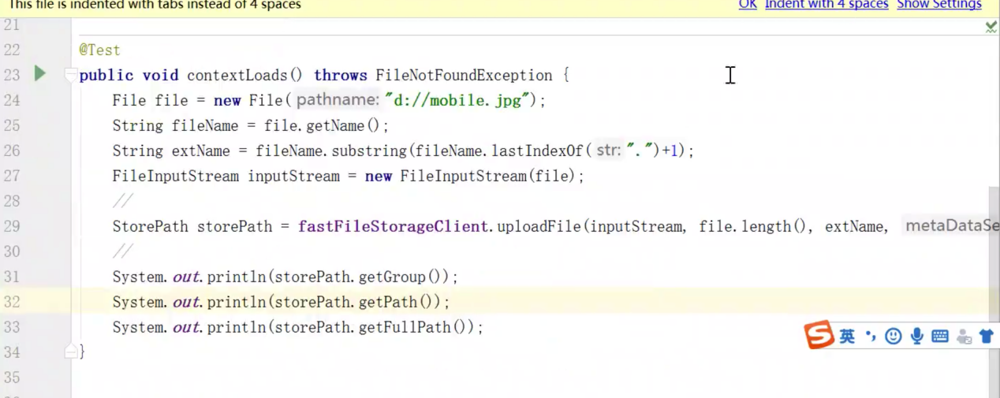 This file is indented with tabs instead of 4 spaces OK Indent with 4 spaces Show Settings
21
22 @Test
23 public void contextLoads() throws FileNotFoundException {
24 File file = new File( pathname: "d://mobile.jpg");
25 String fileName = file.getName();
26 String extName = fileName.substring(fileName.lastIndexOf( str: ".")+1);
27 FileInputStream inputStream = new FileInputStream(file);
28 //
29 StorePath storePath = fastFileStorageClient.uploadFile(inputStream, file.length(), extName, metaDataSe
30 //
31 System.out.println(storePath.getGroup());
32 System.out.println(storePath.getPath());
33 System.out.println(storePath.getFullPath());
英
34 }
35